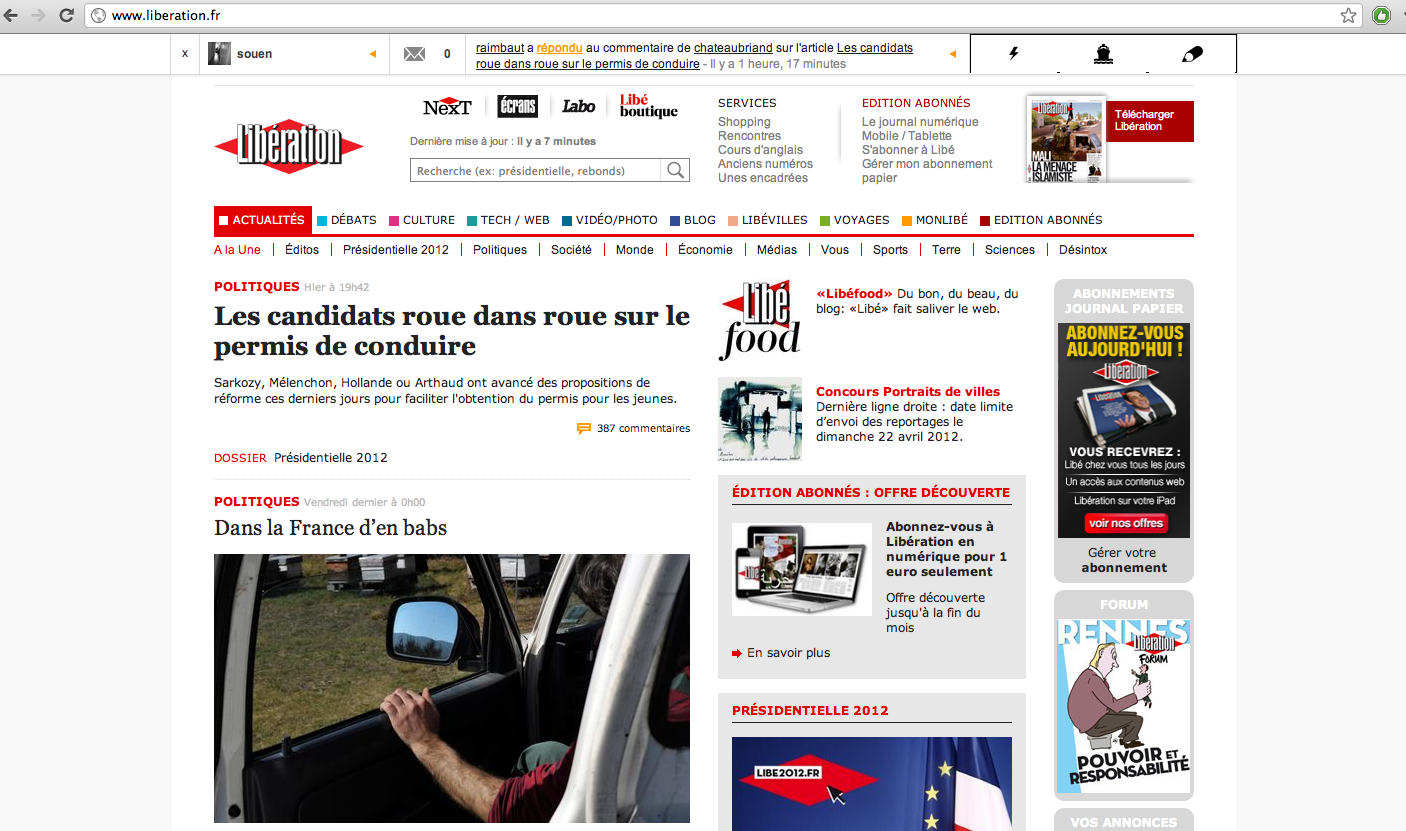 www.liberation.fr
x
souen
0
raimbaut a répondu au commentaire de chateaubriand sur l'article Les candidats
roue dans roue sur le permis de conduire - Il y a 1 heure, 17 minutes
NexT
écrans
Labo
Libé
boutique
SERVICES
Shopping
Rencontres
Cours d'anglais
Anciens numéros
Unes encadrées
EDITION ABONNÉS
Le journal numérique
Mobile / Tablette
S'abonner à Libé
Gérer mon abonnement
papier
Libération
MALI
LA MENACE
ISLAMISTE
Télécharger
Libération
Libération
Dernière mise à jour : il y a 7 minutes
Recherche (ex: présidentielle, rebonds)
ACTUALITÉS
DÉBATS
CULTURE
TECH / WEB
VIDÉO/PHOTO
BLOG
LIBÉVILLES
VOYAGES
MONLIBÉ
EDITION ABONNÉS
A la Une
Éditos
Présidentielle 2012
Politiques
Société
Monde
Économie
Médias
Vous
Sports
Terre
Sciences
Désintox
POLITIQUES Hier à 19h42
Les candidats roue dans roue sur le
permis de conduire
Sarkozy, Mélenchon, Hollande ou Arthaud ont avancé des propositions de
réforme ces derniers jours pour faciliter l'obtention du permis pour les jeunes.
387 commentaires
DOSSIER Présidentielle 2012
POLITIQUES Vendredi dernier à 0h00
Dans la France d'en babs
Libé
food
«Libéfood» Du bon, du beau, du
blog: «Libé» fait saliver le web.
Concours Portraits de villes
Dernière ligne droite : date limite
d'envoi des reportages le
dimanche 22 avril 2012.
ÉDITION ABONNÉS : OFFRE DÉCOUVERTE
Abonnez-vous à
Libération en
numérique pour 1
euro seulement
Offre découverte
jusqu'à la fin du
mois
En savoir plus
PRÉSIDENTIELLE 2012
LIBE2012.FR
ABONNEMENTS
JOURNAL PAPIER
ABONNEZ-VOUS
AUJOURD'HUI !
Libération
VOUS RECEVREZ :
Libé chez vous tous les jours
Un accès aux contenus web
Libération sur votre iPad
voir nos offres
Gérer votre
abonnement
FORUM
RENNES
Libération
FORUM
POUVOIR ET
RESPONSABILITÉ
VOS ANNONCES